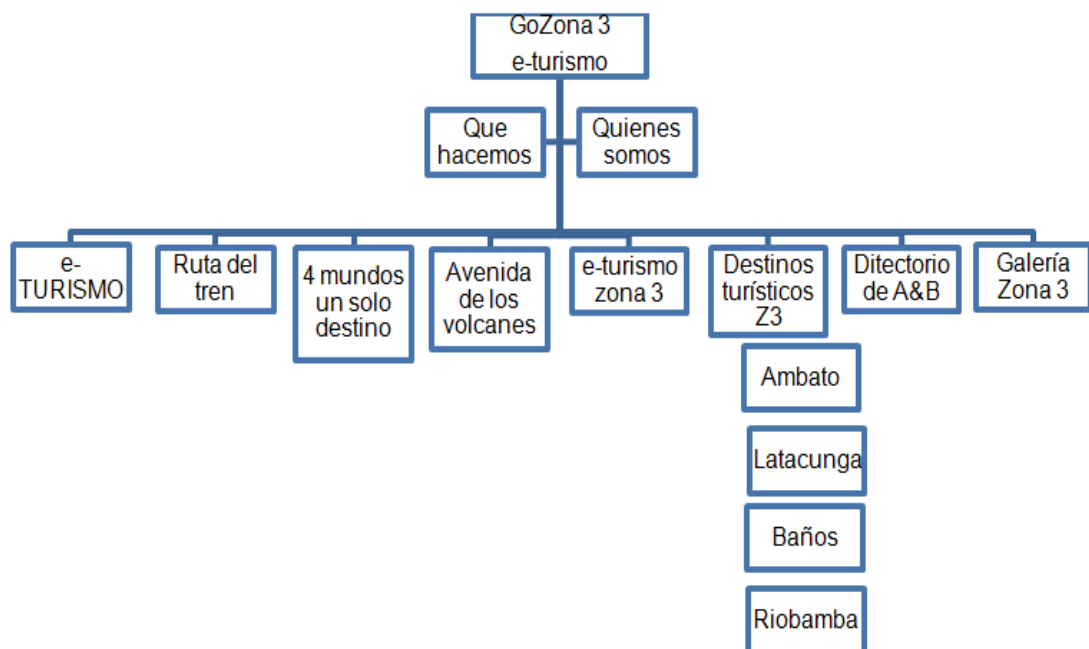 GoZona 3
e-turismo
Que
hacemos
Quienes
somos
e-
TURISMO
Ruta del
tren
4 mundos
un solo
destino
Avenida
de los
volcanes
e-turismo
zona 3
Destinos
turísticos
Z3
Ditectorio
de A&B
Galería
Zona 3
Ambato
Latacunga
Baños
Riobamba